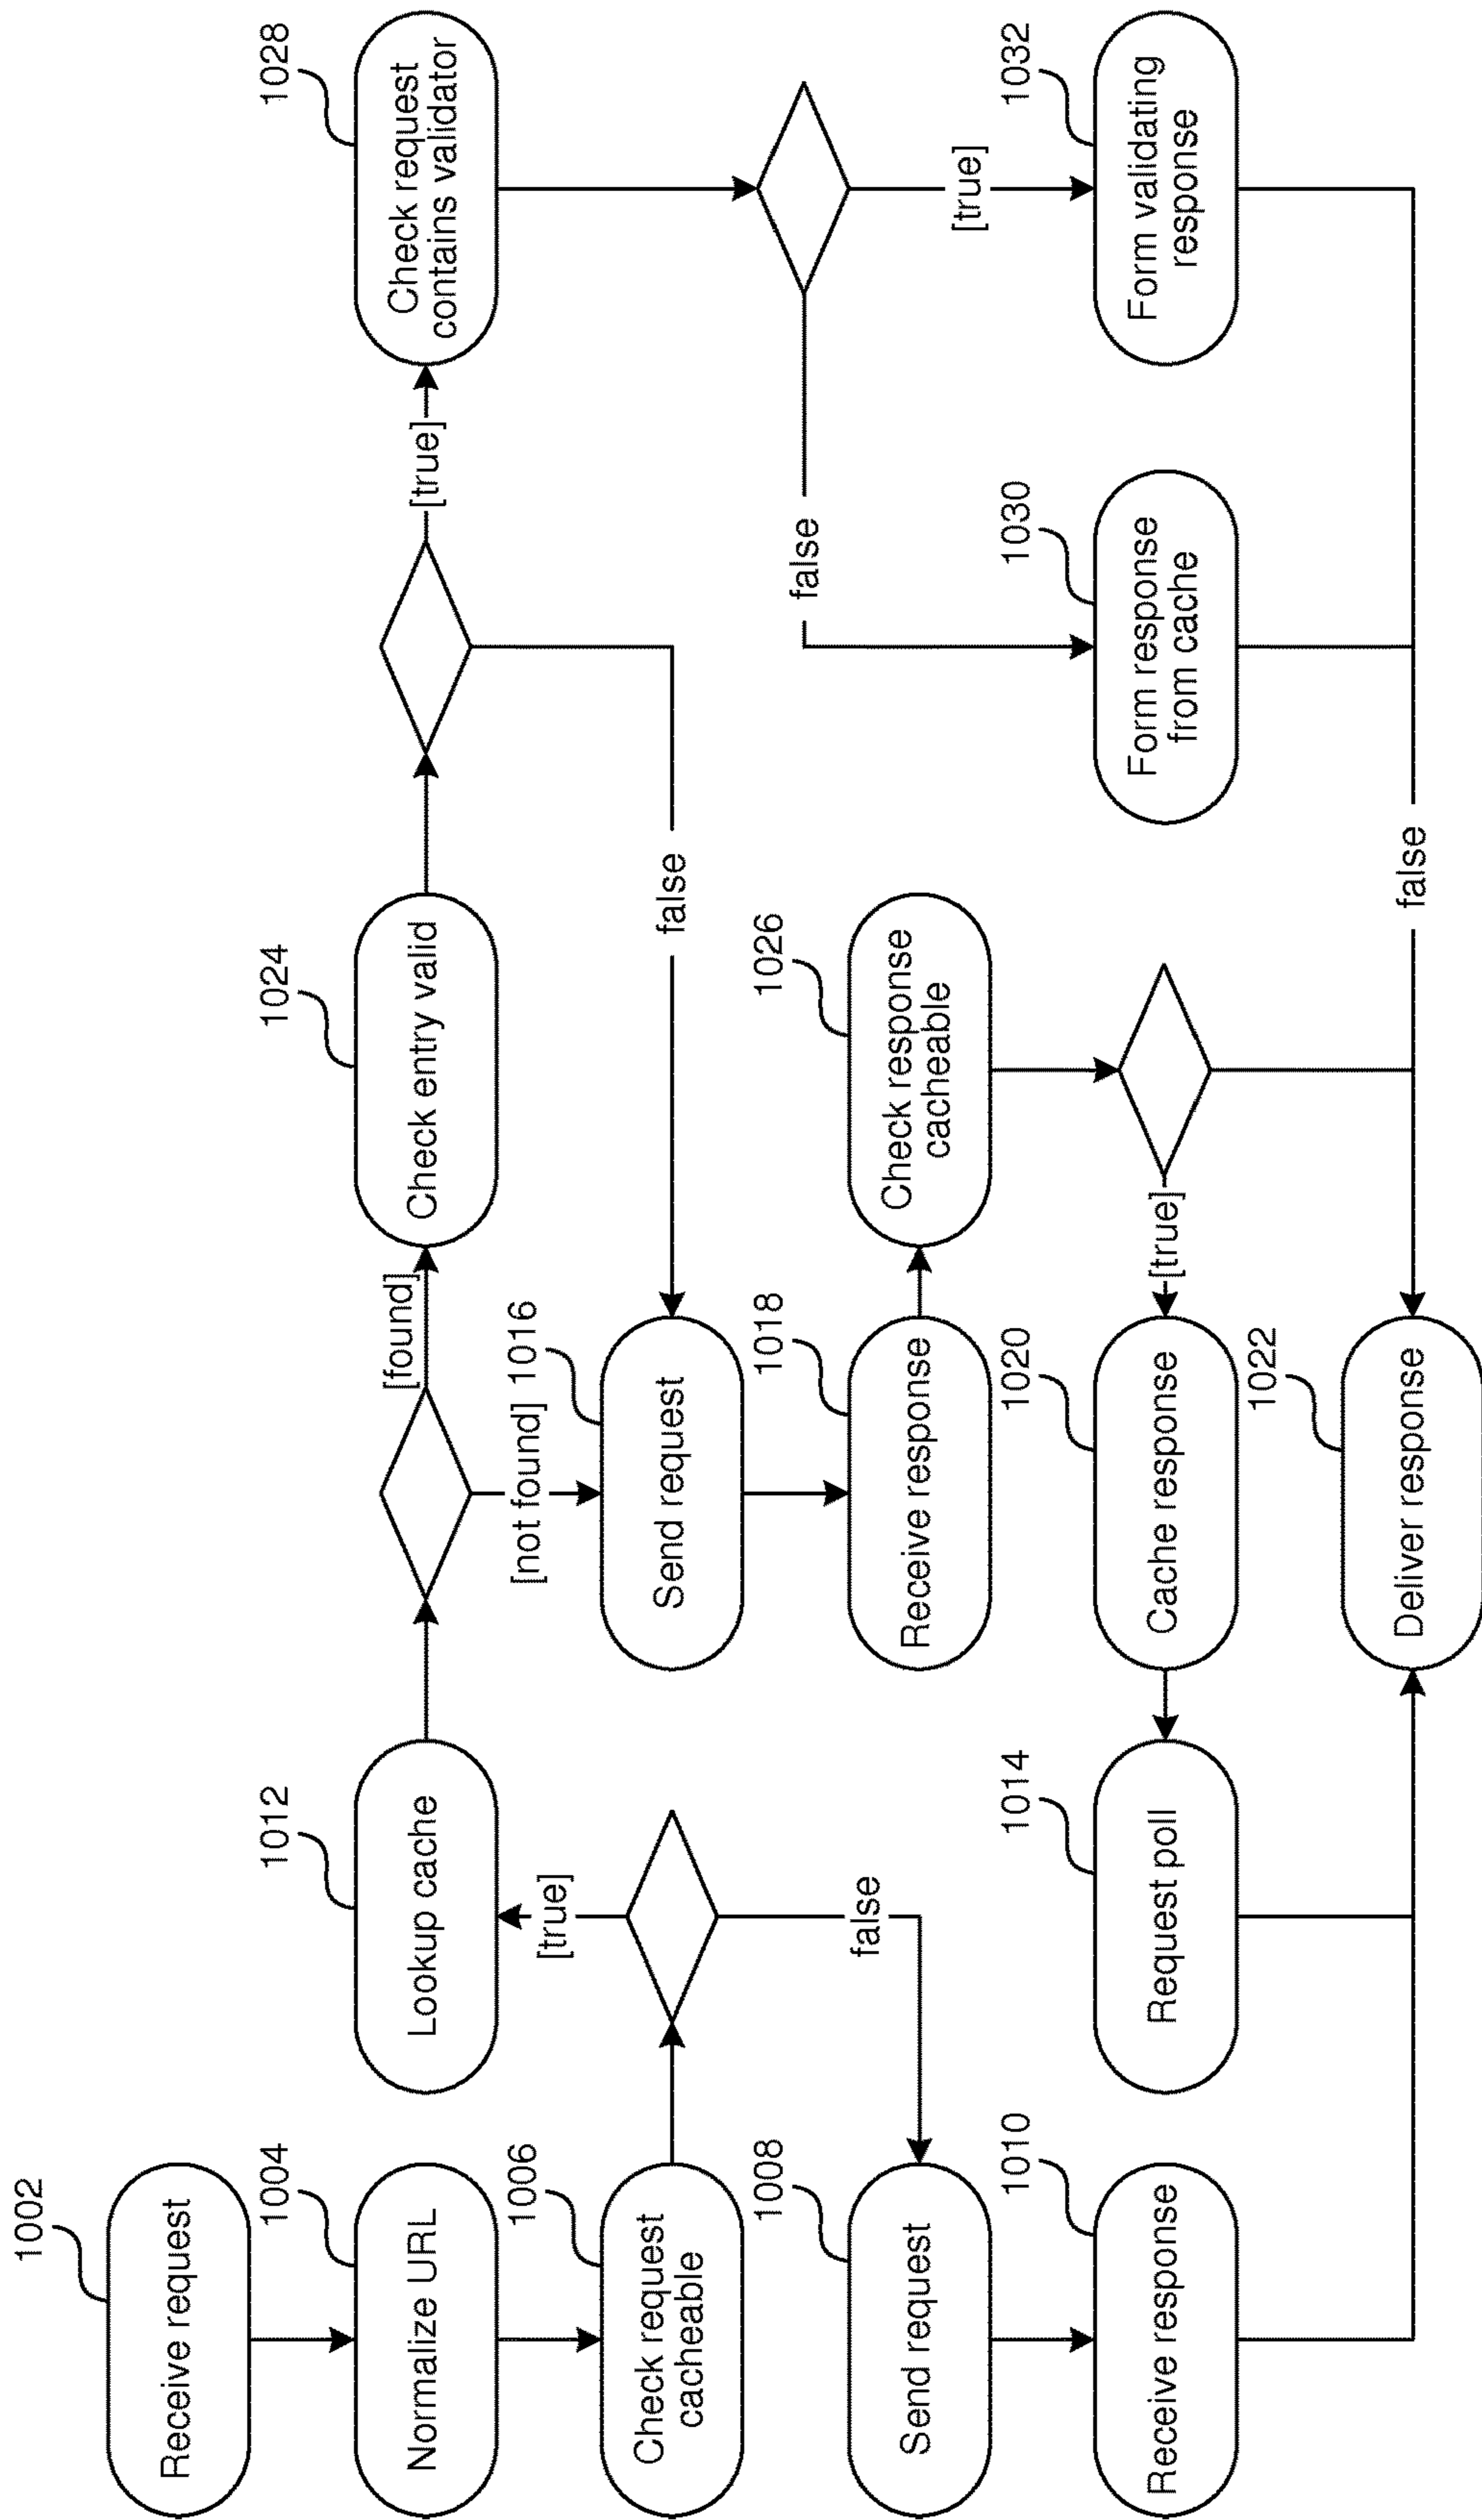 1002
Receive request
1004
Normalize URL
1006
Check request
cacheable
1008
Send request
1010
Receive response
1012
Lookup cache
[true]
false
1014
Request poll
[found]
[not found]
1016
Send request
1018
Receive response
1020
Cache response
1022
Deliver response
1024
Check entry valid
1026
Check response
cacheable
[true]
false
[true]
false
1028
Check request
contains validator
false
[true]
1030
Form response
from cache
1032
Form validating
response